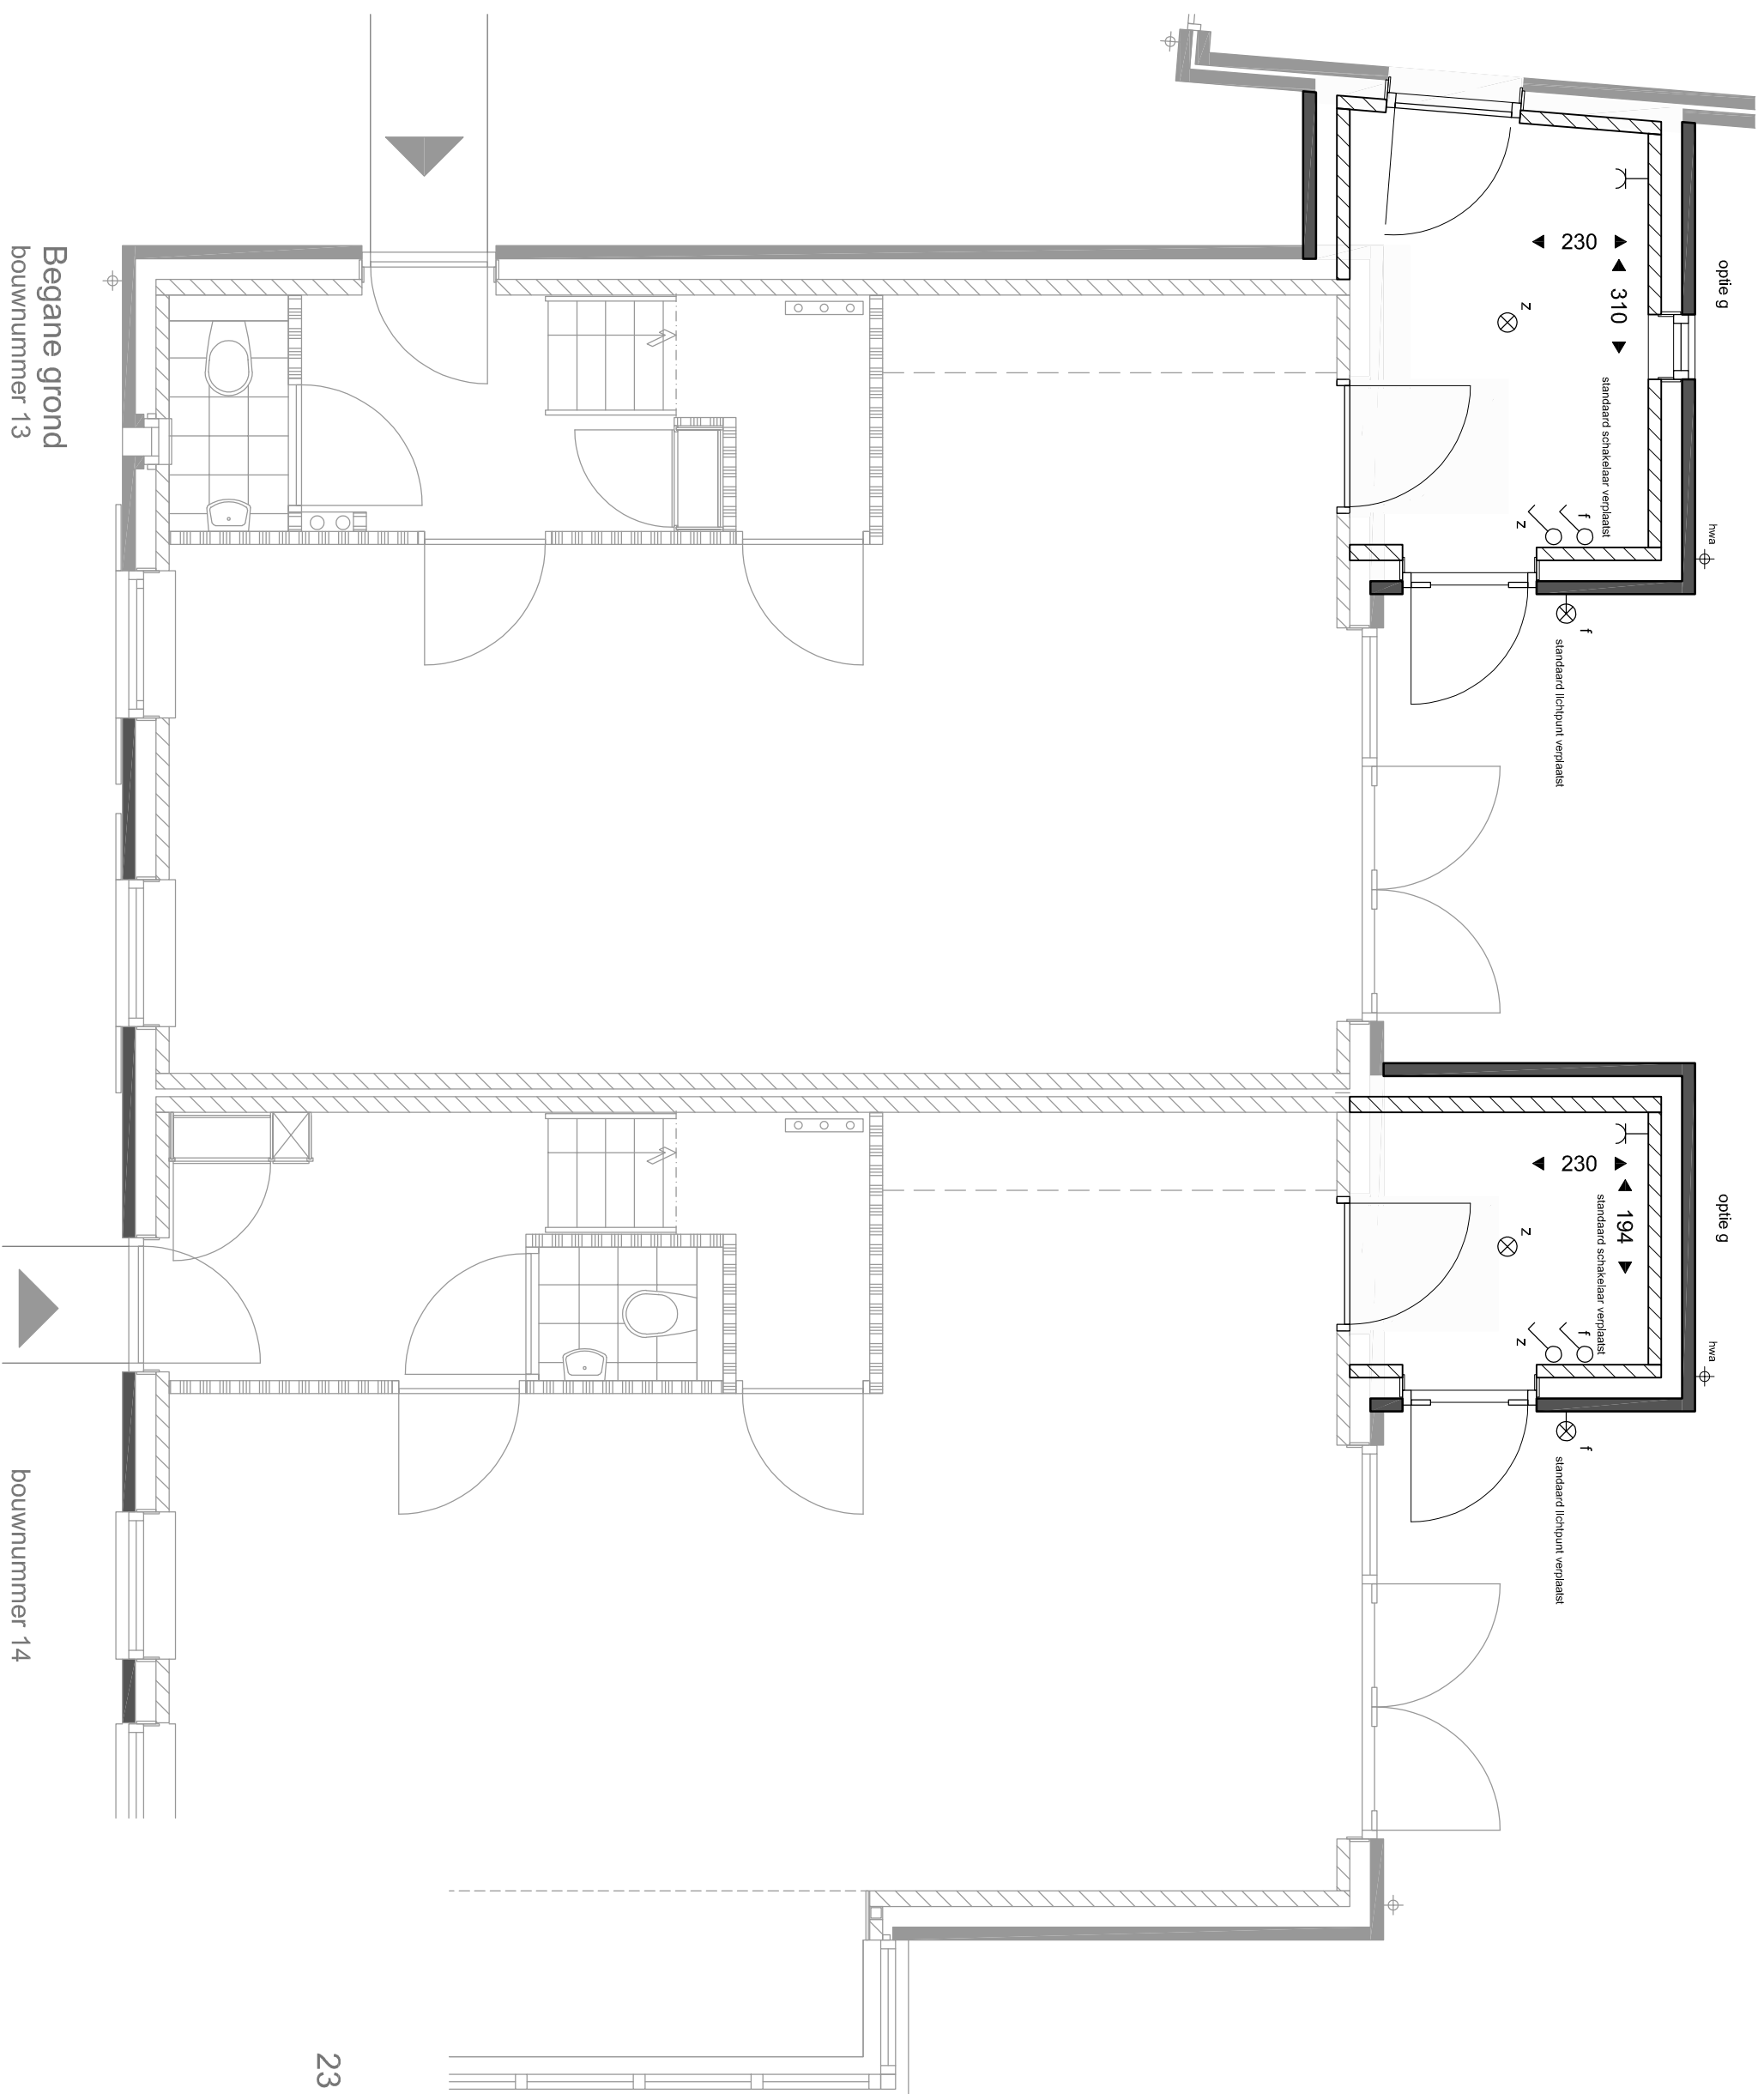 optie g
310
230
z
standaard schakelaar verplaatst
f
z
hwa
f
standaard lichtpunt verplaatst
optie g
194
230
z
standaard schakelaar verplaatst
f
z
hwa
f
standaard lichtpunt verplaatst
Begane grond
bouwnummer 13
bouwnummer 14
23